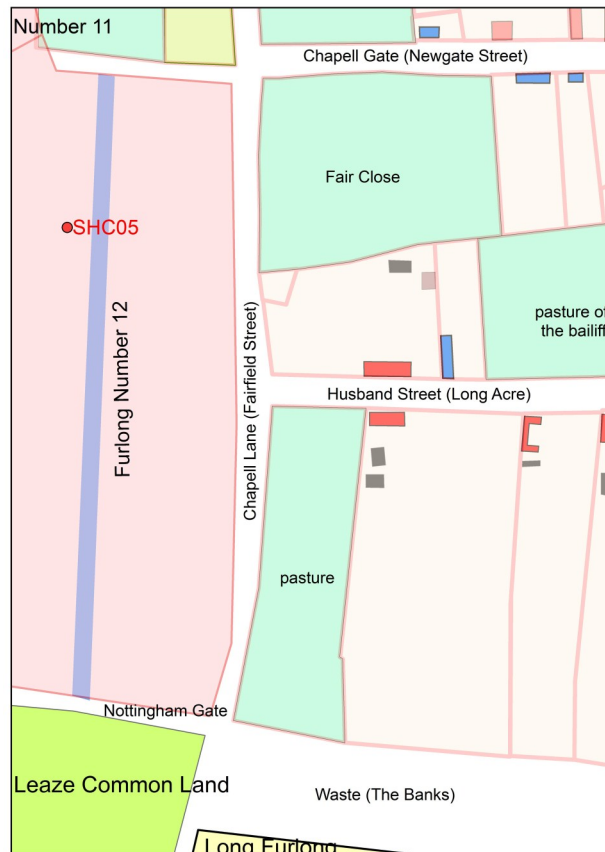 Number 11
Chapell Gate (Newgate Street)
Fair Close
SHC05
Furlong Number 12
Chapell Lane (Fairfield Street)
pasture of
the bailiff
Husband Street (Long Acre)
pasture
Nottingham Gate
Leaze Common Land
Waste (The Banks)
Long Furlong